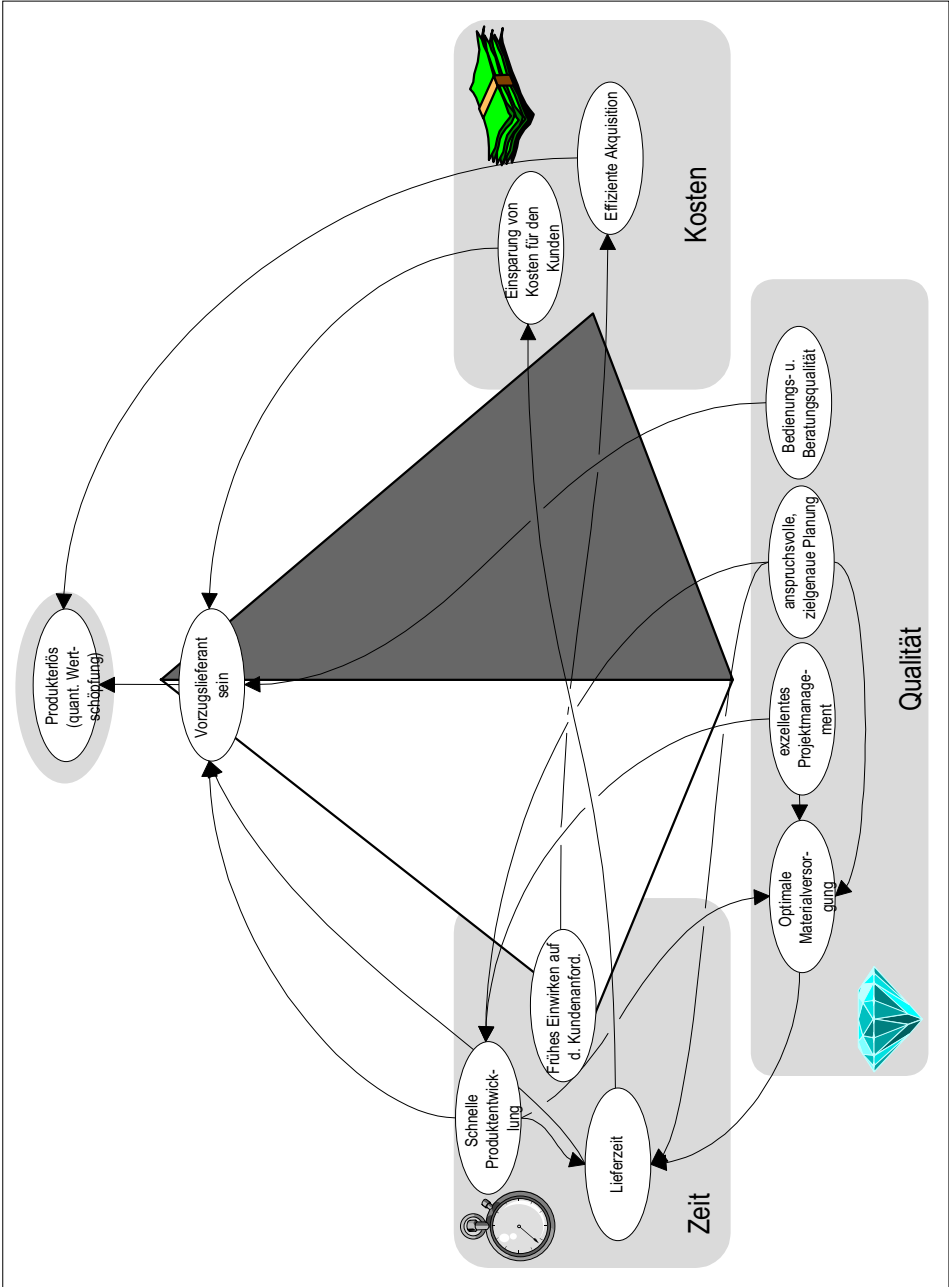 Produkterlös
(quant. Wert-
schöpfung)
Vorzugslieferant
sein
Schnelle
Produktentwick-
lung
Frühes Einwirken auf
d. Kundenanford.
Lieferzeit
Zeit
Einsparung von
Kosten für den
Kunden
Effiziente Akquisition
Kosten
Optimale
Materialversor-
gung
exzellentes
Projektmanage-
ment
anspruchsvolle,
zielgenaue Planung
Bedienungs- u.
Beratungsqualität
Qualität